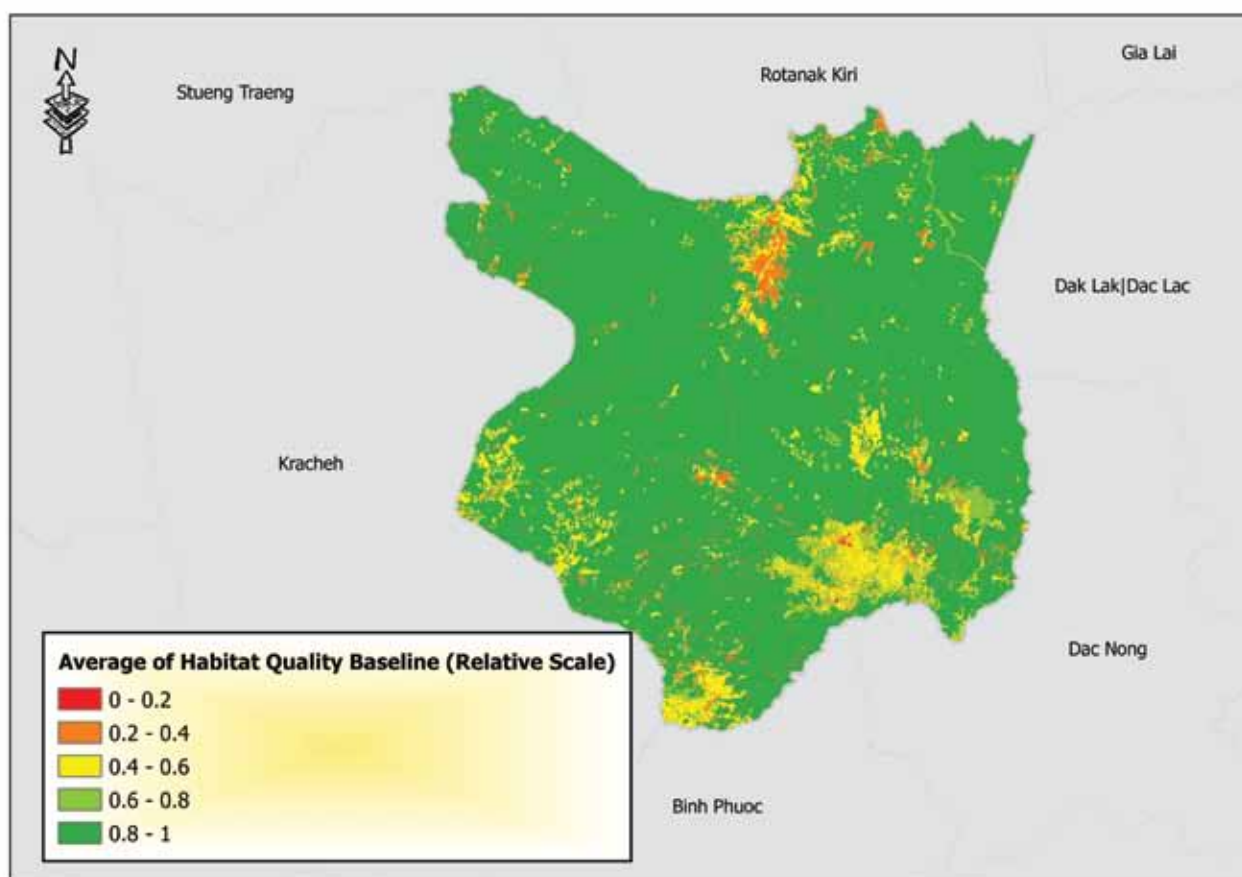 N
Gia Lai
Rotanak Kiri
Stueng Traeng
Dak Lak|Dac Lac
Kracheh
Dac Nong
Average of Habitat Quality Baseline (Relative Scale)
0 - 0.2
0.2 - 0.4
0.4 - 0.6
0.6 - 0.8
0.8 - 1
Binh Phuoc